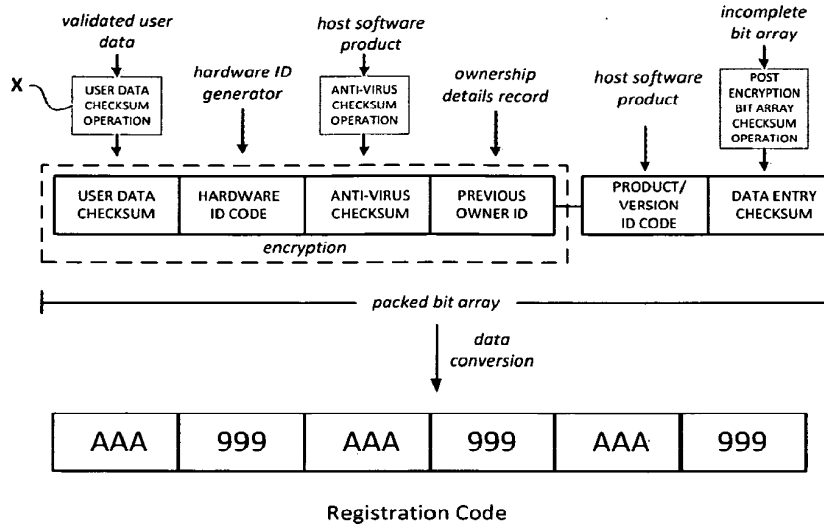 validated user
data
X
USER DATA
CHECKSUM
OPERATION
hardware ID
generator
host software
product
ANTI-VIRUS
CHECKSUM
OPERATION
ownership
details record
host software
product
incomplete
bit array
POST
ENCRYPTION
BIT ARRAY
CHECKSUM
OPERATION
USER DATA
CHECKSUM
HARDWARE
ID CODE
ANTI-VIRUS
CHECKSUM
PREVIOUS
OWNER ID
PRODUCT/
VERSION
ID CODE
DATA ENTRY
CHECKSUM
encryption
packed bit array
data
conversion
AAA
999
AAA
999
AAA
999
Registration Code